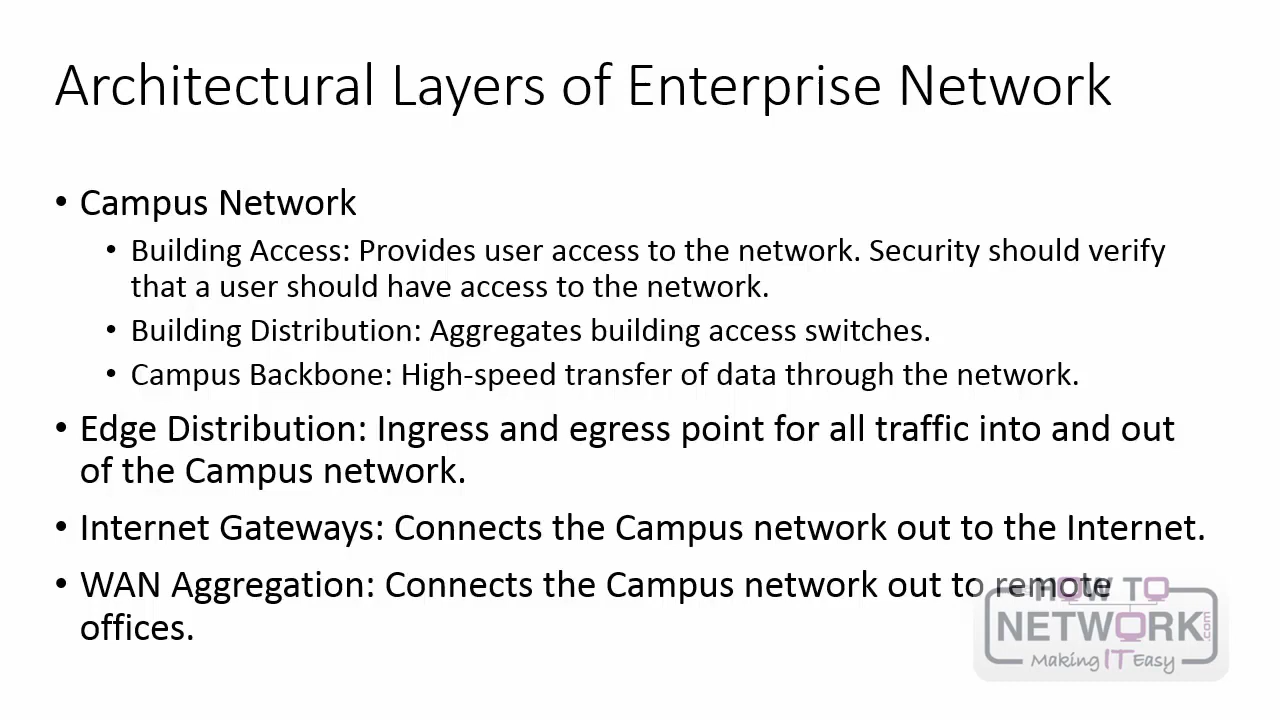 Architectural Layers of Enterprise Network
• Campus Network
• Building Access: Provides user access to the network. Security should verify
that a user should have access to the network.
• Building Distribution: Aggregates building access switches.
• Campus Backbone: High-speed transfer of data through the network.
• Edge Distribution: Ingress and egress point for all traffic into and out
of the Campus network.
• Internet Gateways: Connects the Campus network out to the Internet.
• WAN Aggregation: Connects the Campus network out to remote
offices.
HOW TO
NETWORK.com
Making IT Easy